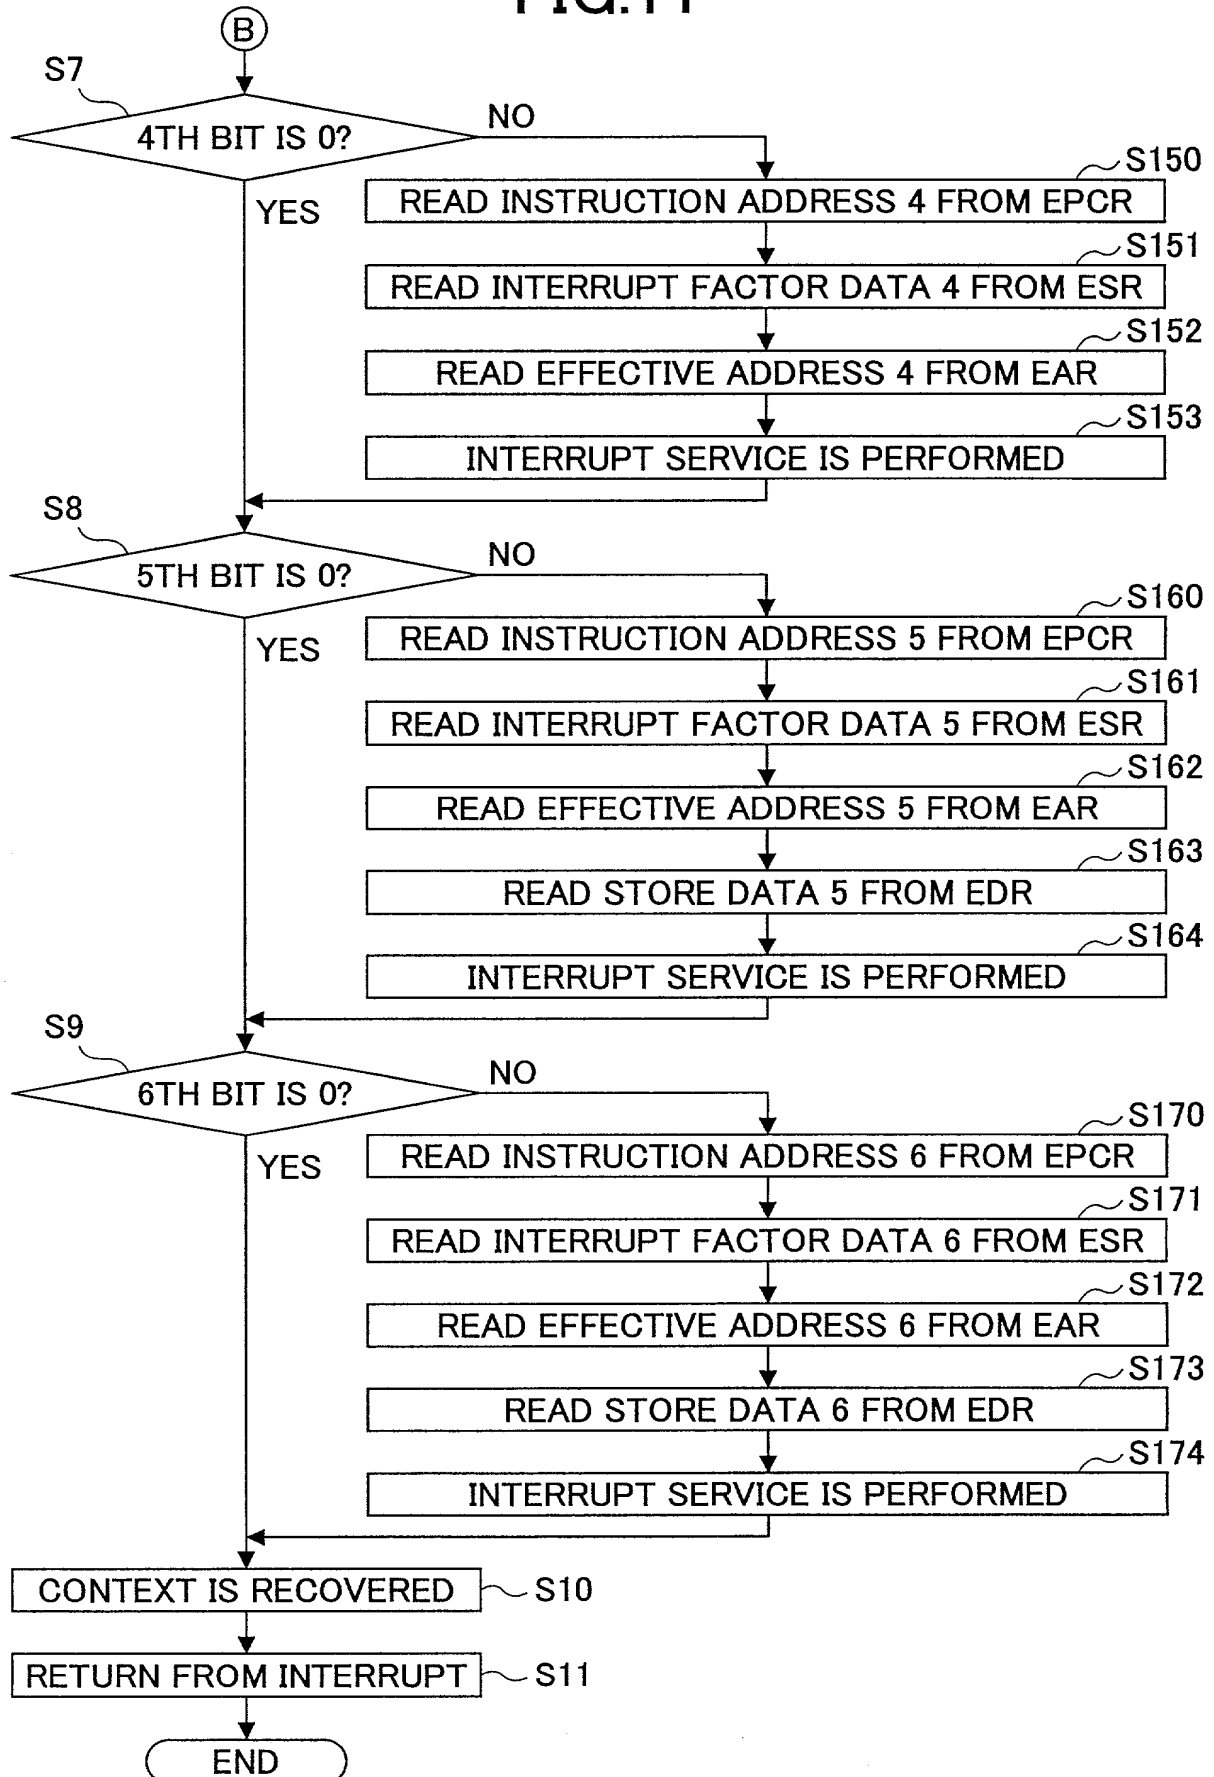 FIG.11
B
S7
4TH BIT IS 0?
NO
YES
S150
READ INSTRUCTION ADDRESS 4 FROM EPCR
S151
READ INTERRUPT FACTOR DATA 4 FROM ESR
S152
READ EFFECTIVE ADDRESS 4 FROM EAR
S153
INTERRUPT SERVICE IS PERFORMED
S8
5TH BIT IS 0?
NO
YES
S160
READ INSTRUCTION ADDRESS 5 FROM EPCR
S161
READ INTERRUPT FACTOR DATA 5 FROM ESR
S162
READ EFFECTIVE ADDRESS 5 FROM EAR
S163
READ STORE DATA 5 FROM EDR
S164
INTERRUPT SERVICE IS PERFORMED
S9
6TH BIT IS 0?
NO
YES
S170
READ INSTRUCTION ADDRESS 6 FROM EPCR
S171
READ INTERRUPT FACTOR DATA 6 FROM ESR
S172
READ EFFECTIVE ADDRESS 6 FROM EAR
S173
READ STORE DATA 6 FROM EDR
S174
INTERRUPT SERVICE IS PERFORMED
CONTEXT IS RECOVERED
S10
RETURN FROM INTERRUPT
S11
END